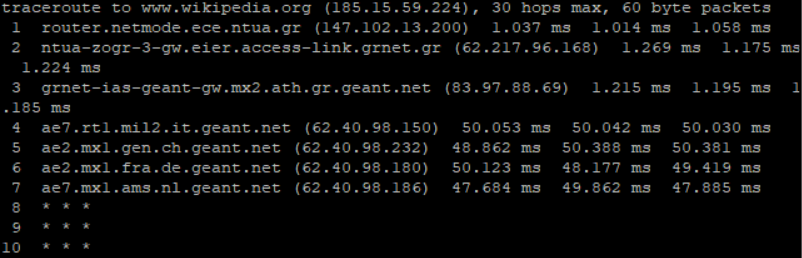 traceroute to www.wikipedia.org (185.15.59.224), 30 hops max, 60 byte packets
1 router.netmode.ece.ntua.gr (147.102.13.200) 1.037 ms 1.014 ms 1.058 ms
2 ntua-zogr-3-gw.eier.access-link.grnet.gr (62.217.96.168) 1.269 ms 1.175 ms
1.224 ms
3 grnet-ias-geant-gw.mx2.ath.gr.geant.net (83.97.88.69) 1.215 ms 1.195 ms 1
.185 ms
4 ae7.rt1.mil2.it.geant.net (62.40.98.150) 50.053 ms 50.042 ms 50.030 ms
5 ae2.mx1.gen.ch.geant.net (62.40.98.232) 48.862 ms 50.388 ms 50.381 ms
6 ae2.mx1.fra.de.geant.net (62.40.98.180) 50.123 ms 48.177 ms 49.419 ms
7 ae7.mx1.ams.nl.geant.net (62.40.98.186) 47.684 ms 49.862 ms 47.885 ms
8 * * *
9 * * *
10 * * *